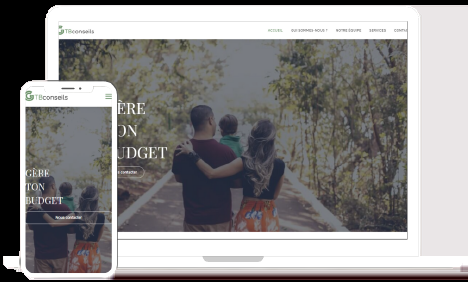 TBconseils
ACCUEIL QUI SOMMES-NOUS ? NOTRE ÉQUIPE SERVICES CONTAC
GÈRE
TON
BUDGET
Nous contacter
TBconseils
GÈRE
TON
BUDGET
Nous contacter